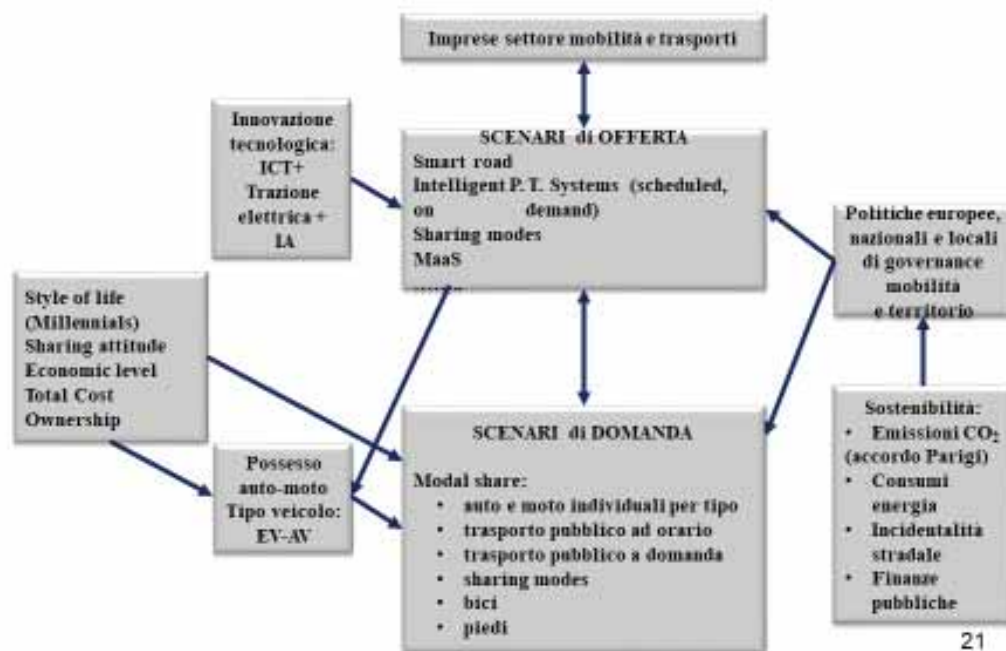 Imprese settore mobilità e trasporti
Innovazione
tecnologica:
ICT+
Trazione
elettrica +
IA
SCENARI di OFFERTA
Smart road
Intelligent P. T. Systems (scheduled,
on demand)
Sharing modes
MaaS
.......
Politiche europee,
nazionali e locali
di governance
mobilità
e territorio
Style of life
(Millennials)
Sharing attitude
Economic level
Total Cost
Ownership
Possesso
auto-moto
Tipo veicolo:
EV-AV
SCENARI di DOMANDA
Modal share:
• auto e moto individuali per tipo
• trasporto pubblico ad orario
• trasporto pubblico a domanda
• sharing modes
• bici
• piedi
Sostenibilità:
• Emissioni CO₂
(accordo Parigi)
• Consumi
energia
• Incidentalità
stradale
• Finanze
pubbliche
21